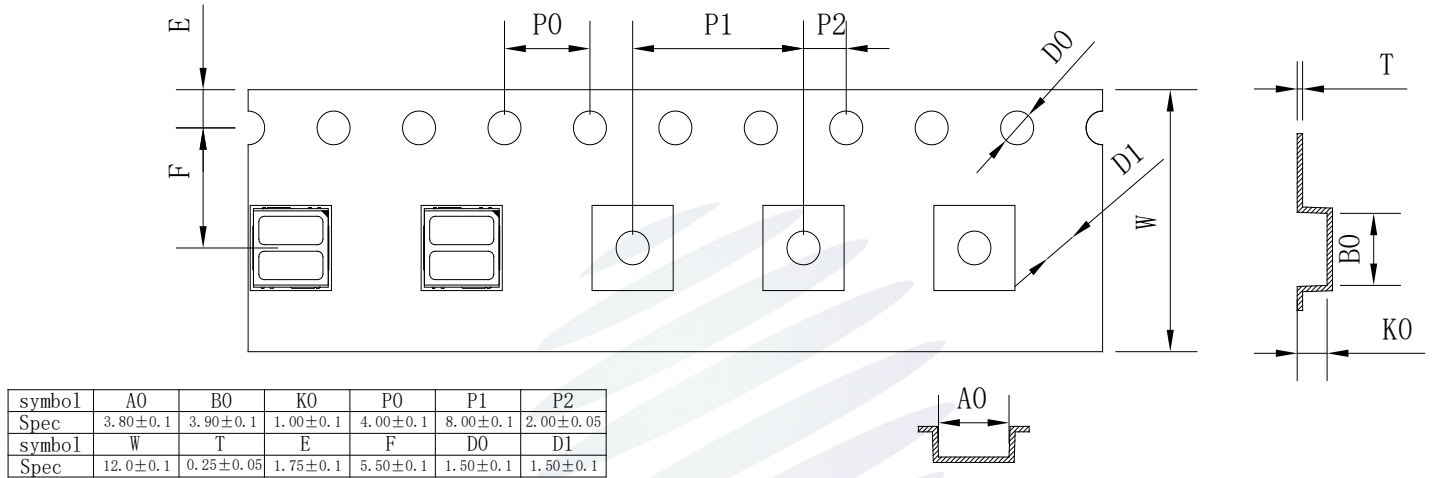 E
P0
P1
P2
D0
T
F
D1
W
B0
K0
A0
symbol A0 B0 K0 P0 P1 P2
Spec 3.80±0.1 3.90±0.1 1.00±0.1 4.00±0.1 8.00±0.1 2.00±0.05
symbol W T E F D0 D1
Spec 12.0±0.1 0.25±0.05 1.75±0.1 5.50±0.1 1.50±0.1 1.50±0.1